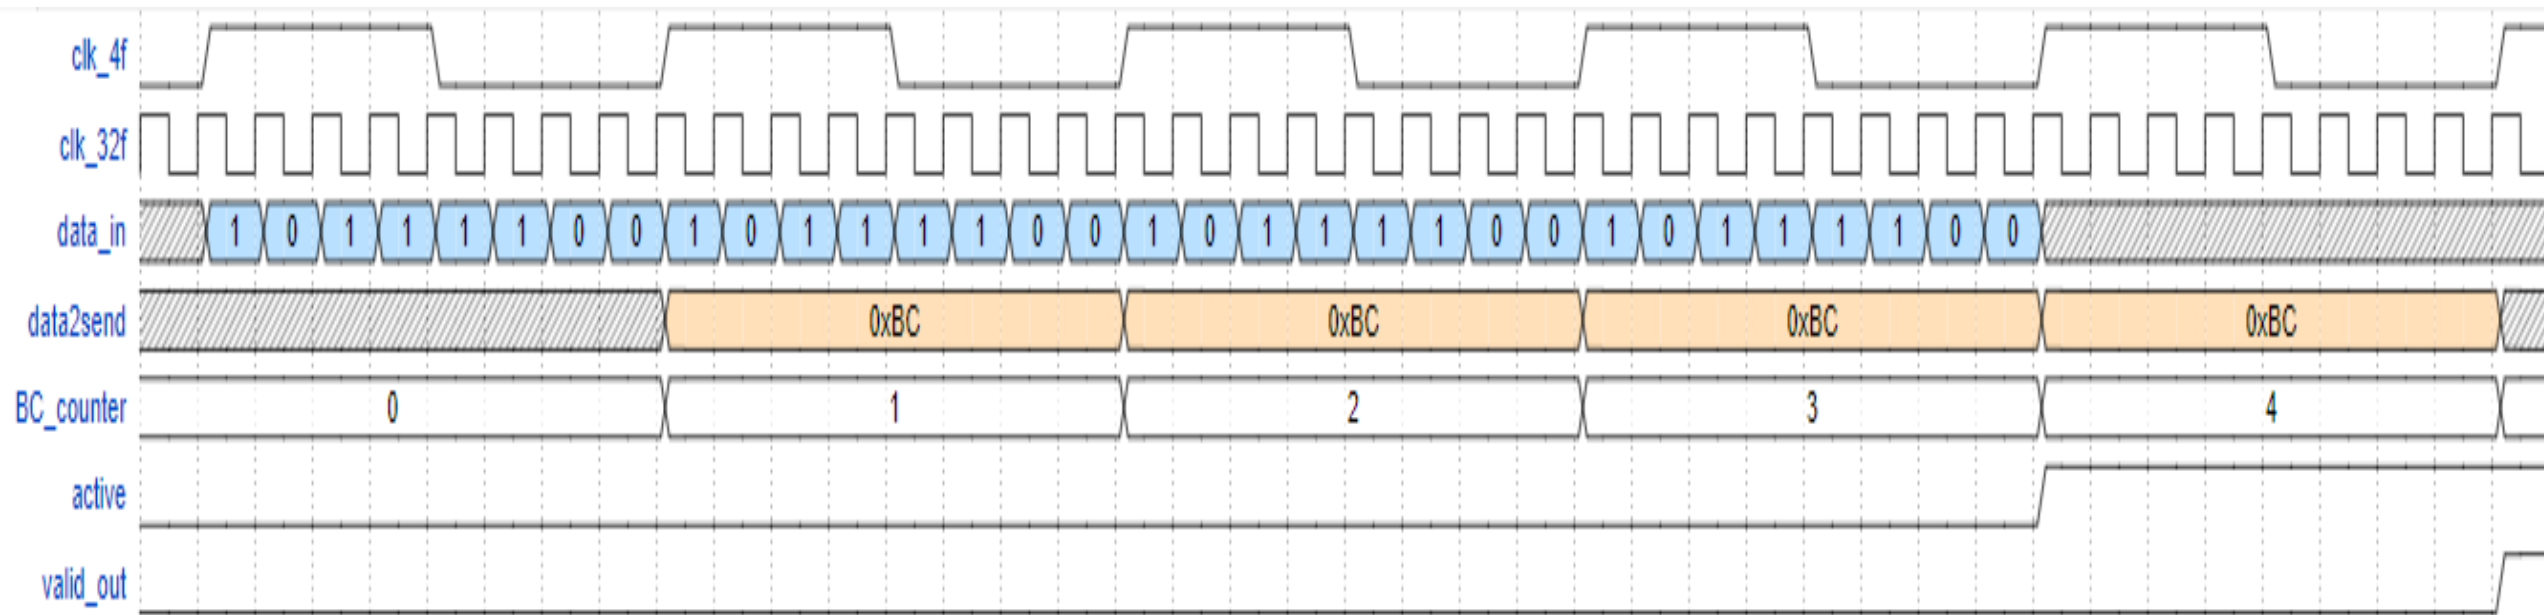 clk_4f
clk_32f
data_in 1 0 1 1 1 1 0 0 1 0 1 1 1 1 0 0 1 0 1 1 1 1 0 0 1 0 1 1 1 1 0 0
data2send 0xBC 0xBC 0xBC 0xBC
BC_counter 0 1 2 3 4
active
valid_out